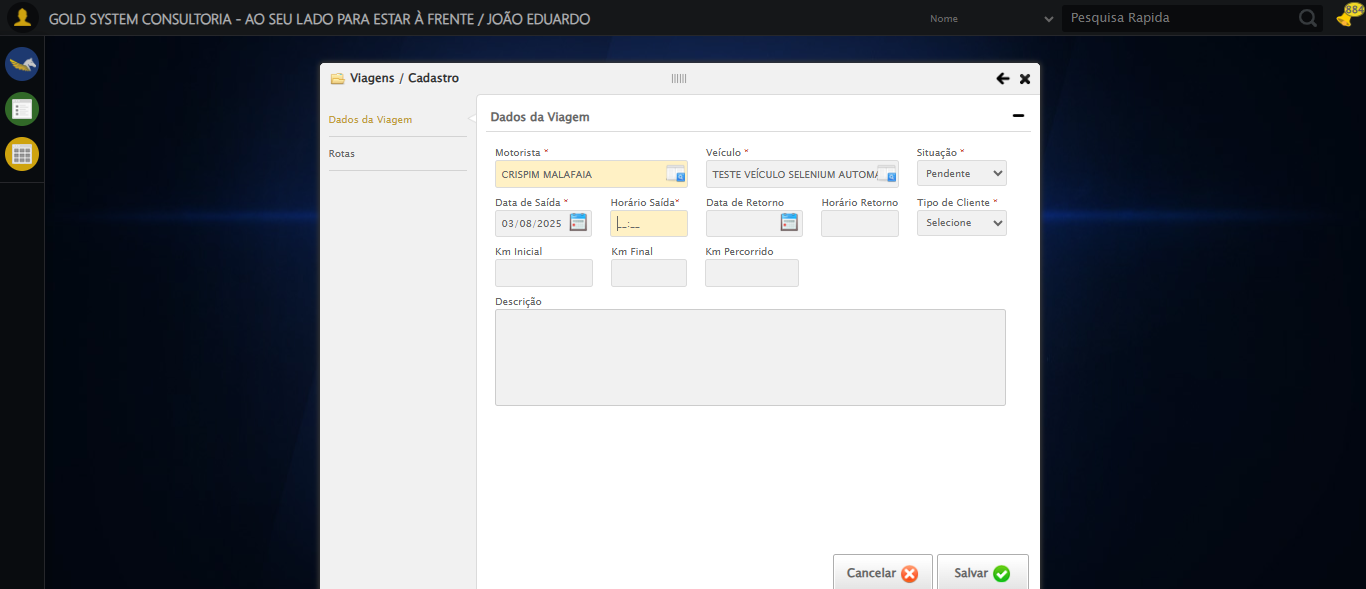 GOLD SYSTEM CONSULTORIA - AO SEU LADO PARA ESTAR À FRENTE / JOÃO EDUARDO
Nome
Pesquisa Rapida
884
Viagens / Cadastro
Dados da Viagem
Rotas
Dados da Viagem
Motorista *
Veículo *
Situação *
CRISPIM MALAFAIA
TESTE VEÍCULO SELENIUM AUTOMA
Pendente
Data de Saída *
Horário Saída*
Data de Retorno
Horário Retorno
Tipo de Cliente *
03/08/2025
__:__
Selecione
Km Inicial
Km Final
Km Percorrido
Descrição
Cancelar
Salvar